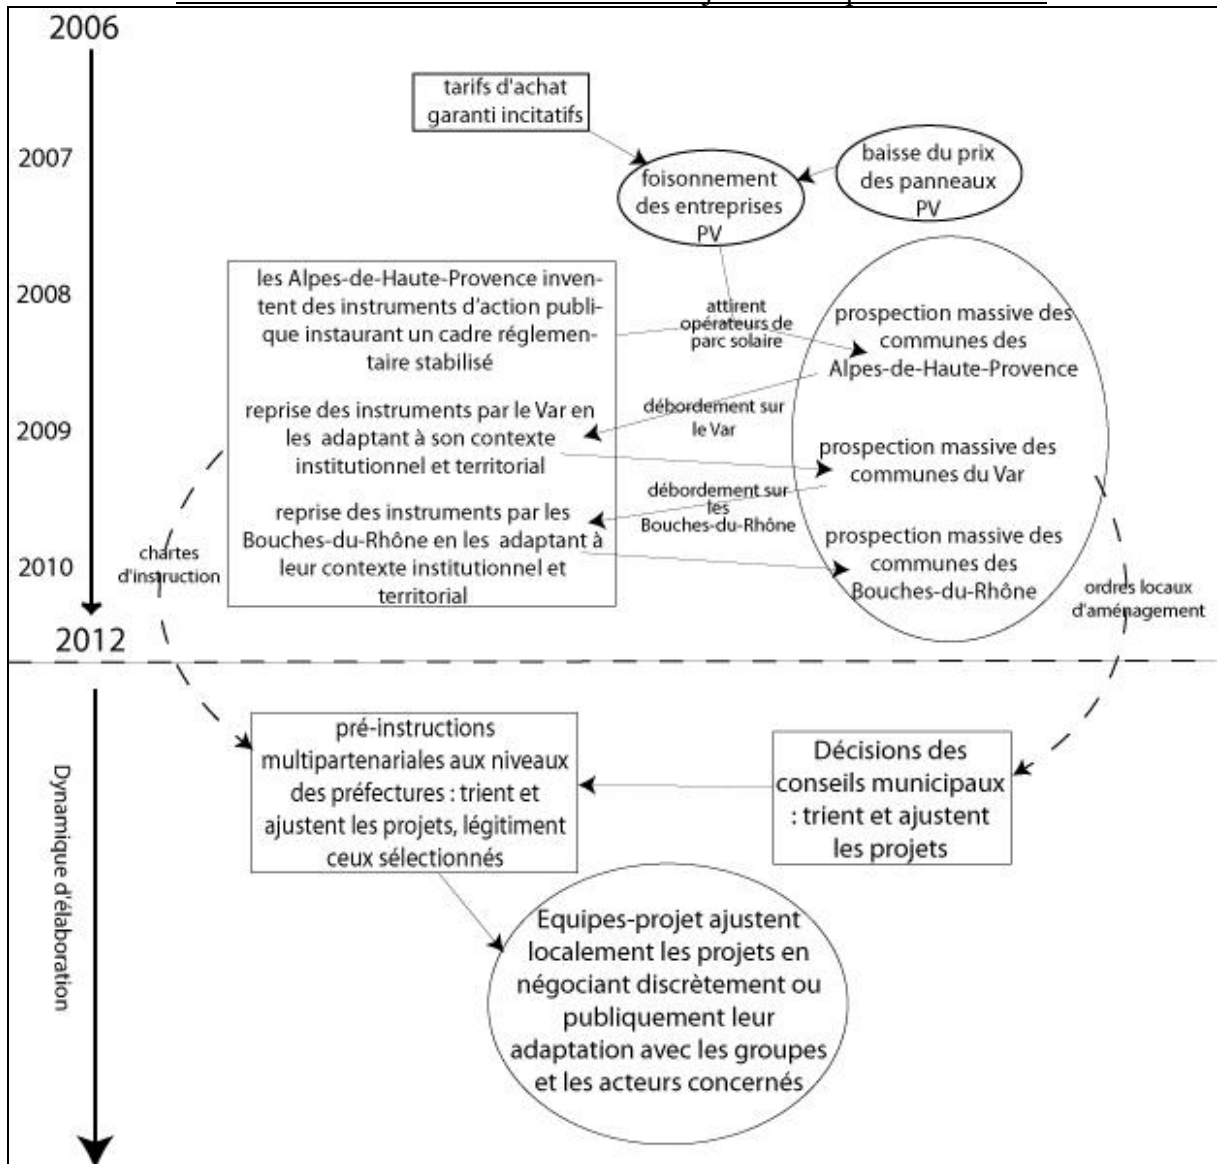 2006
tarifs d'achat
garanti incitatifs
2007
foisonnement
des entreprises
PV
baisse du prix
des panneaux
PV
2008
les Alpes-de-Haute-Provence inven-
tent des instruments d'action publi-
que instaurant un cadre réglemen-
taire stabilisé
attirent
opérateurs de
parc solaire
prospection massive des
communes des
Alpes-de-Haute-Provence
2009
reprise des instruments par le Var en
les adaptant à son contexte
institutionnel et territorial
débordement sur
le Var
prospection massive des
communes du Var
débordement sur
les
Bouches-du-Rhône
2010
reprise des instruments par les
Bouches-du-Rhône en les adaptant à
leur contexte institutionnel et
territorial
prospection massive des
communes des
Bouches-du-Rhône
chartes
d'instruction
ordres locaux
d'aménagement
2012
Dynamique d'élaboration
pré-instructions
multipartenariales aux niveaux
des préfectures : trient et
ajustent les projets, légitiment
ceux sélectionnés
Décisions des
conseils municipaux
: trient et ajustent
les projets
Equipes-projet ajustent
localement les projets en
négociant discrètement ou
publiquement leur
adaptation avec les groupes
et les acteurs concernés